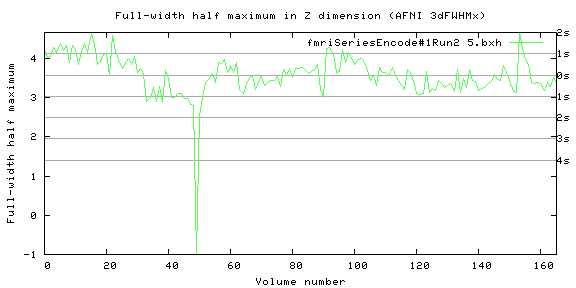 Full-width half maximum in Z dimension (AFNI 3dFWHMx)
fmriSeriesEncode#1Run2 5.bxh
Full-width half maximum
4
3
2
1
0
-1
2s
1s
0s
1s
2s
3s
4s
0 20 40 60 80 100 120 140 160
Volume number